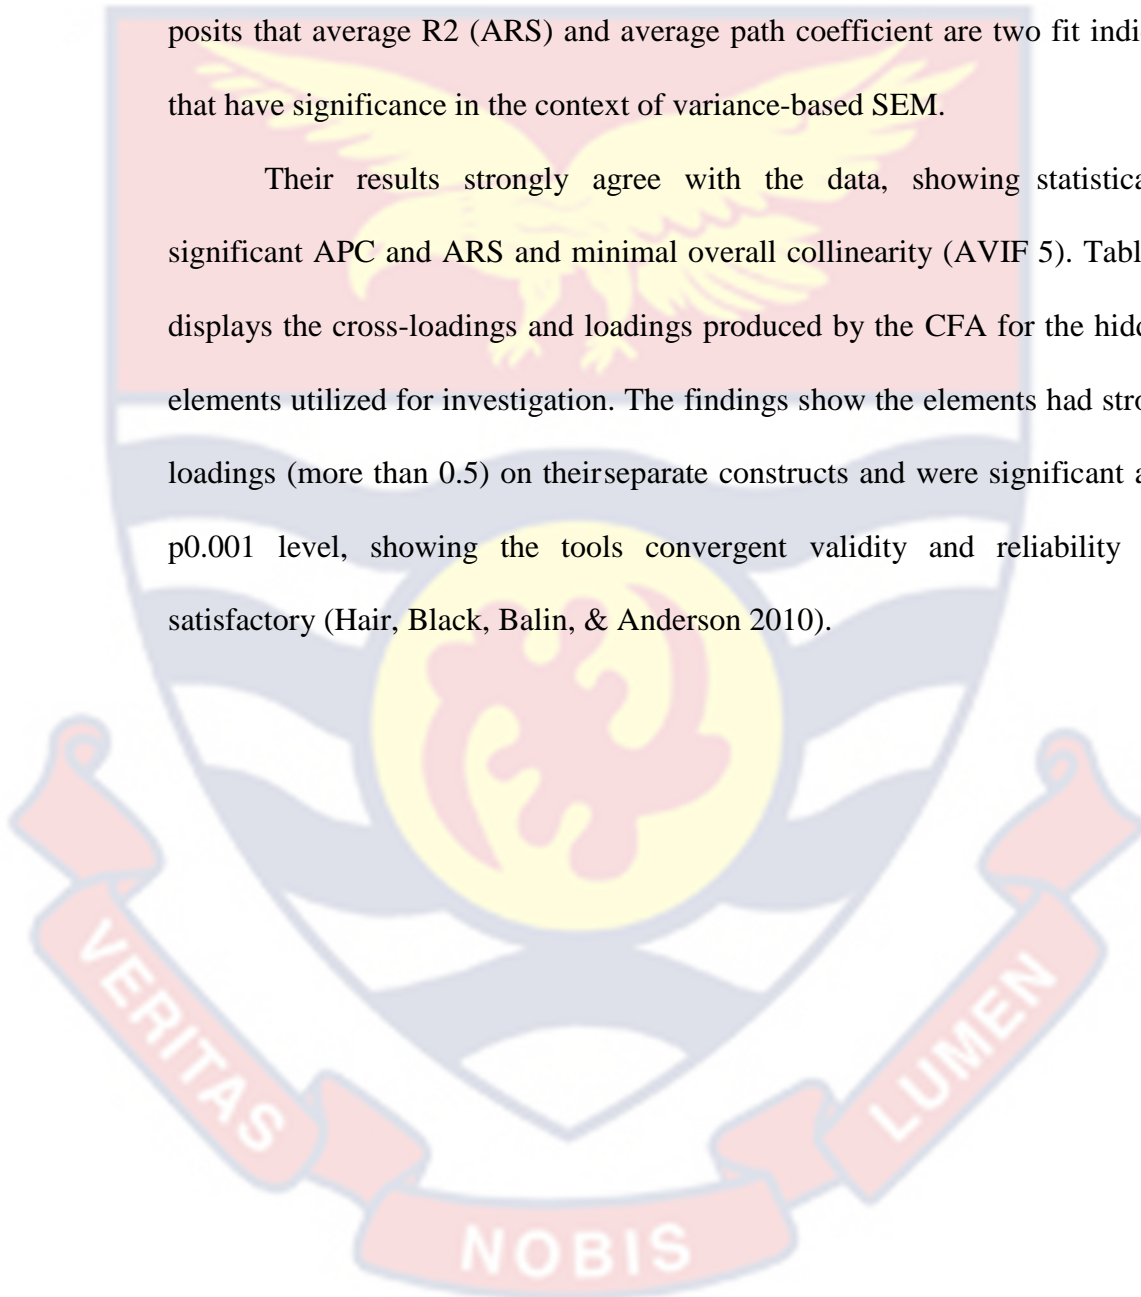 posits that average R2 (ARS) and average path coefficient are two fit indi
that have significance in the context of variance-based SEM.
Their results strongly agree with the data, showing statistica
significant APC and ARS and minimal overall collinearity (AVIF 5). Tabl
displays the cross-loadings and loadings produced by the CFA for the hidd
elements utilized for investigation. The findings show the elements had stro
loadings (more than 0.5) on theirseparate constructs and were significant a
p0.001 level, showing the tools convergent validity and reliability
satisfactory (Hair, Black, Balin, & Anderson 2010).
VERITAS
NOBIS
LUMEN